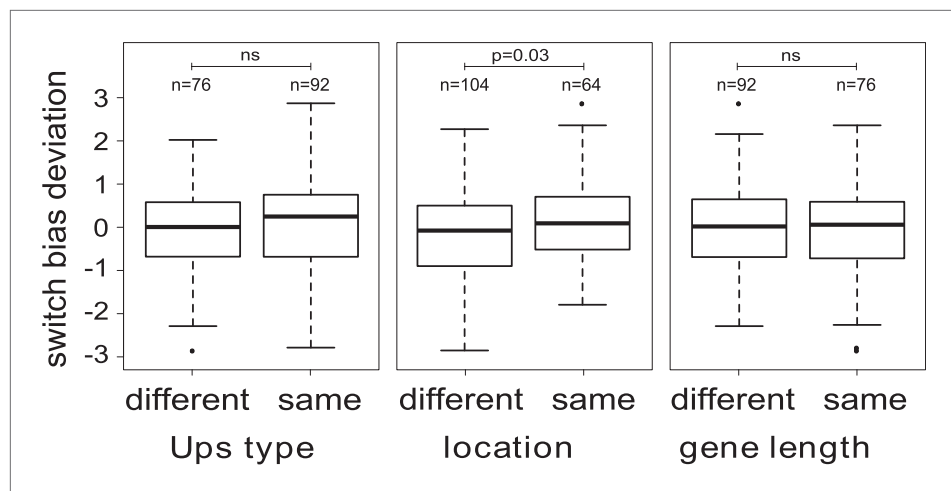 ns p=0.03 ns
n=76 n=92 n=104 n=64 n=92 n=76
switch bias deviation
3
2
1
0
-1
-2
-3
different same different same different same
Ups type location gene length